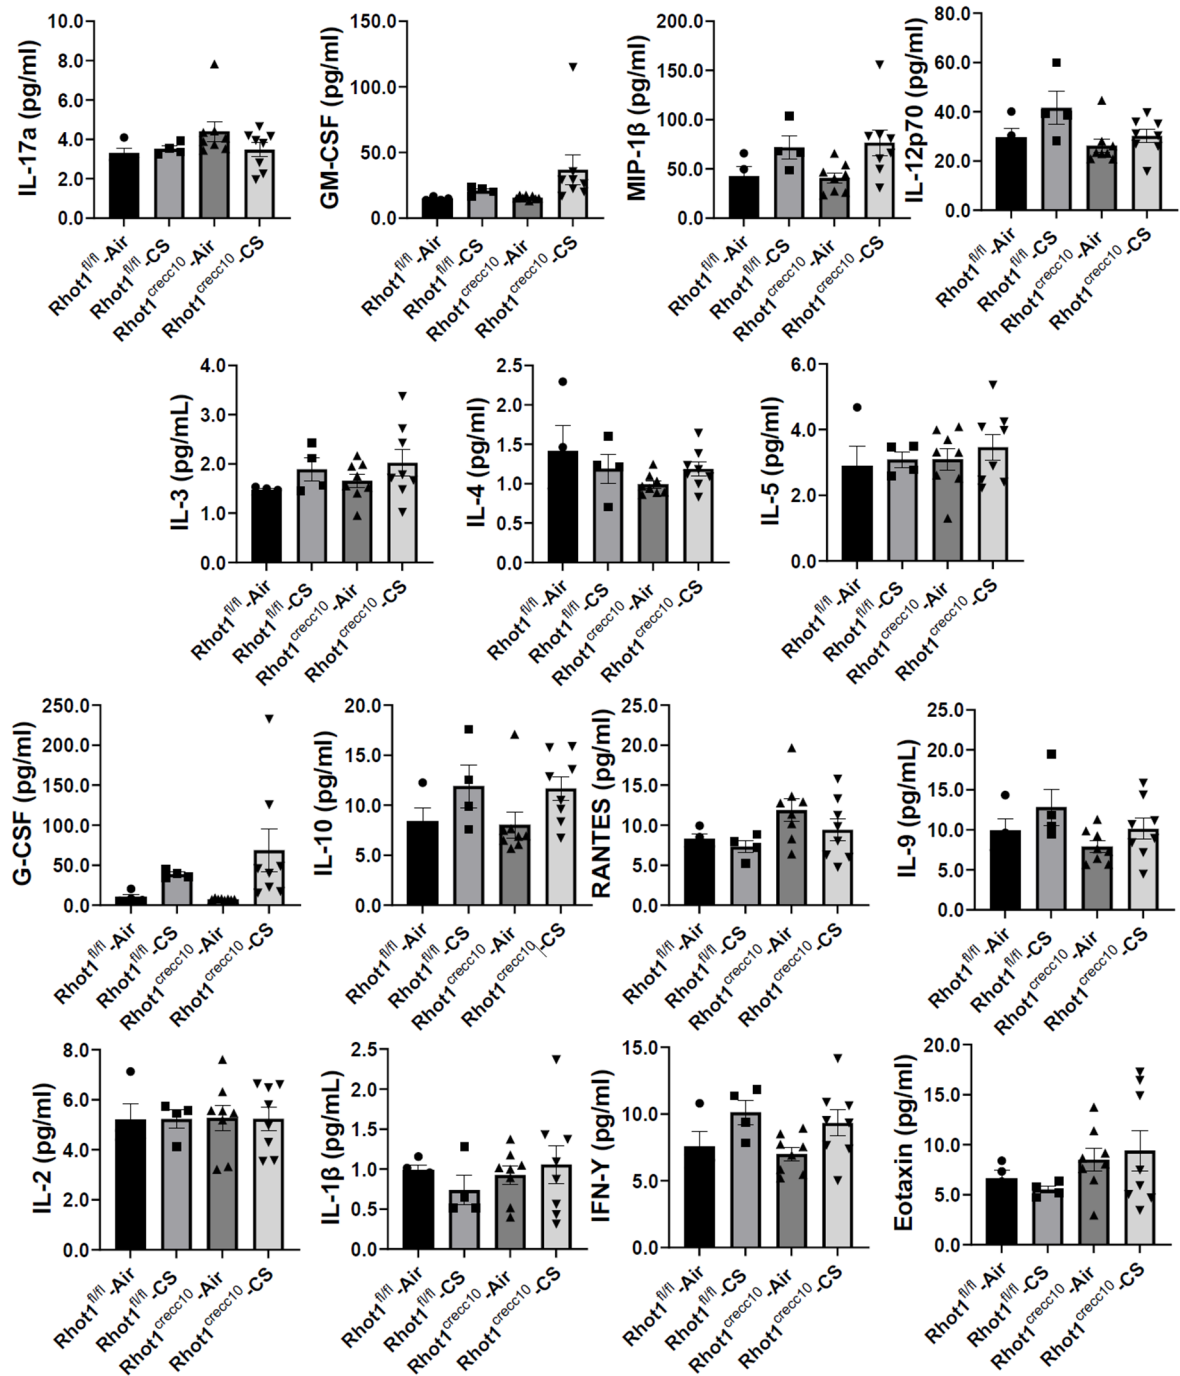 IL-17a (pg/ml)
10.0
8.0
6.0
4.0
2.0
0.0
Rhot1fl/fl -Air
Rhot1fl/fl -CS
Rhot1crecc10 -Air
Rhot1crecc10 -CS
GM-CSF (pg/ml)
150.0
100.0
50.0
0.0
Rhot1fl/fl -Air
Rhot1fl/fl -CS
Rhot1crecc10 -Air
Rhot1crecc10 -CS
MIP-1β (pg/ml)
200.0
150.0
100.0
50.0
0.0
Rhot1fl/fl -Air
Rhot1fl/fl -CS
Rhot1crecc10 -Air
Rhot1crecc10 -CS
IL-12p70 (pg/ml)
80.0
60.0
40.0
20.0
0.0
Rhot1fl/fl -Air
Rhot1fl/fl -CS
Rhot1crecc10 -Air
Rhot1crecc10 -CS
IL-3 (pg/mL)
4.0
3.0
2.0
1.0
0.0
Rhot1fl/fl -Air
Rhot1fl/fl -CS
Rhot1crecc10 -Air
Rhot1crecc10 -CS
IL-4 (pg/ml)
2.5
2.0
1.5
1.0
0.5
0.0
Rhot1fl/fl -Air
Rhot1fl/fl -CS
Rhot1crecc10 -Air
Rhot1crecc10 -CS
IL-5 (pg/ml)
6.0
4.0
2.0
0.0
Rhot1fl/fl -Air
Rhot1fl/fl -CS
Rhot1crecc10 -Air
Rhot1crecc10 -CS
G-CSF (pg/ml)
250.0
200.0
150.0
100.0
50.0
0.0
Rhot1fl/fl -Air
Rhot1fl/fl -CS
Rhot1crecc10 -Air
Rhot1crecc10 -CS
IL-10 (pg/ml)
20.0
15.0
10.0
5.0
0.0
Rhot1fl/fl -Air
Rhot1fl/fl -CS
Rhot1crecc10 -Air
Rhot1crecc10 -CS
RANTES (pg/ml)
25.0
20.0
15.0
10.0
5.0
0.0
Rhot1fl/fl -Air
Rhot1fl/fl -CS
Rhot1crecc10 -Air
Rhot1crecc10 -CS
IL-9 (pg/mL)
25.0
20.0
15.0
10.0
5.0
0.0
Rhot1fl/fl -Air
Rhot1fl/fl -CS
Rhot1crecc10 -Air
Rhot1crecc10 -CS
IL-2 (pg/ml)
8.0
6.0
4.0
2.0
0.0
Rhot1fl/fl -Air
Rhot1fl/fl -CS
Rhot1crecc10 -Air
Rhot1crecc10 -CS
IL-1β (pg/mL)
2.5
2.0
1.5
1.0
0.5
0.0
Rhot1fl/fl -Air
Rhot1fl/fl -CS
Rhot1crecc10 -Air
Rhot1crecc10 -CS
IFN-Y (pg/ml)
15.0
10.0
5.0
0.0
Rhot1fl/fl -Air
Rhot1fl/fl -CS
Rhot1crecc10 -Air
Rhot1crecc10 -CS
Eotaxin (pg/ml)
20.0
15.0
10.0
5.0
0.0
Rhot1fl/fl -Air
Rhot1fl/fl -CS
Rhot1crecc10 -Air
Rhot1crecc10 -CS